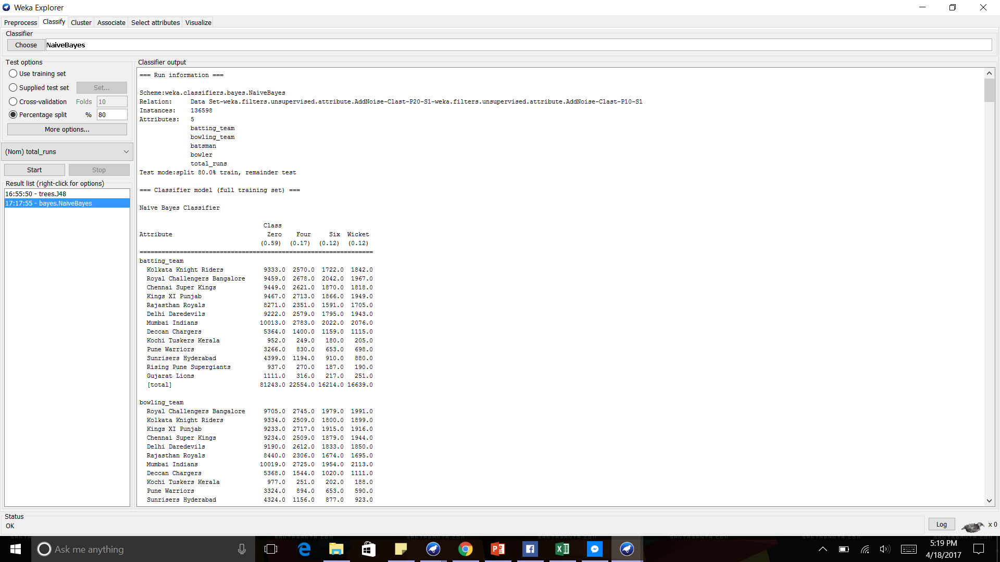 Weka Explorer
Preprocess Classify Cluster Associate Select attributes Visualize
Classifier
Choose NaiveBayes
Test options
Use training set
Supplied test set Set...
Cross-validation Folds 10
Percentage split % 80
More options...
(Nom) total_runs
Start Stop
Result list (right-click for options)
16:55:50 - trees.J48
17:17:55 - bayes.NaiveBayes
Classifier output
=== Run information ===
Scheme:weka.classifiers.bayes.NaiveBayes
Relation: Data Set-weka.filters.unsupervised.attribute.AddNoise-Clast-P20-S1-weka.filters.unsupervised.attribute.AddNoise-Clast-P10-S1
Instances: 136598
Attributes: 5
batting_team
bowling_team
batsman
bowler
total_runs
Test mode:split 80.0% train, remainder test
=== Classifier model (full training set) ===
Naive Bayes Classifier
Class
Attribute Zero Four Six Wicket
(0.59) (0.17) (0.12) (0.12)
================================================================
batting_team
Kolkata Knight Riders 9333.0 2570.0 1722.0 1842.0
Royal Challengers Bangalore 9459.0 2678.0 2042.0 1967.0
Chennai Super Kings 9449.0 2621.0 1870.0 1818.0
Kings XI Punjab 9467.0 2713.0 1866.0 1949.0
Rajasthan Royals 8271.0 2351.0 1591.0 1705.0
Delhi Daredevils 9222.0 2579.0 1795.0 1943.0
Mumbai Indians 10013.0 2783.0 2022.0 2076.0
Deccan Chargers 5364.0 1400.0 1159.0 1115.0
Kochi Tuskers Kerala 952.0 249.0 180.0 205.0
Pune Warriors 3266.0 830.0 653.0 698.0
Sunrisers Hyderabad 4399.0 1194.0 910.0 880.0
Rising Pune Supergiants 937.0 270.0 187.0 190.0
Gujarat Lions 1111.0 316.0 217.0 251.0
[total] 81243.0 22554.0 16214.0 16639.0
bowling_team
Royal Challengers Bangalore 9705.0 2745.0 1979.0 1991.0
Kolkata Knight Riders 9334.0 2509.0 1800.0 1899.0
Kings XI Punjab 9233.0 2717.0 1915.0 1916.0
Chennai Super Kings 9234.0 2509.0 1879.0 1944.0
Delhi Daredevils 9190.0 2612.0 1833.0 1850.0
Rajasthan Royals 8440.0 2306.0 1674.0 1695.0
Mumbai Indians 10019.0 2725.0 1954.0 2113.0
Deccan Chargers 5368.0 1544.0 1020.0 1111.0
Kochi Tuskers Kerala 977.0 251.0 202.0 188.0
Pune Warriors 3324.0 894.0 653.0 590.0
Sunrisers Hyderabad 4324.0 1156.0 877.0 923.0
Status
OK
Log x 0
Ask me anything
5:19 PM
4/18/2017